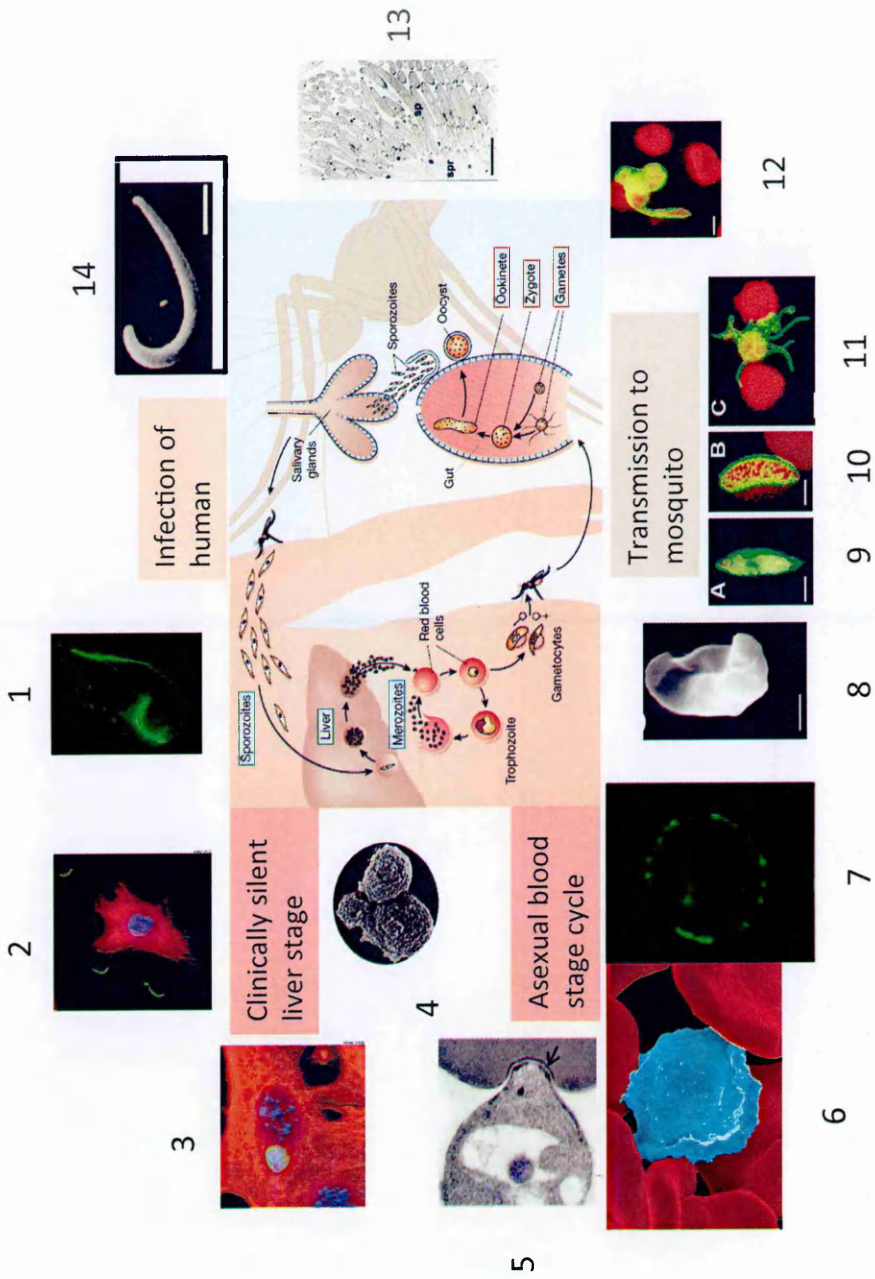 5
3
2
1
14
4
Clinically silent
liver stage
Infection of
human
Sporozoites
Liver
Merozoites
Red blood
cells
Trophozoite
Gametocytes
Salivary
glands
Sporozoites
Oocyst
Gut
Ookinete
Zygote
Gametes
spr
sp
13
Asexual blood
stage cycle
Transmission to
mosquito
A
B
C
6
7
8
9
10
11
12